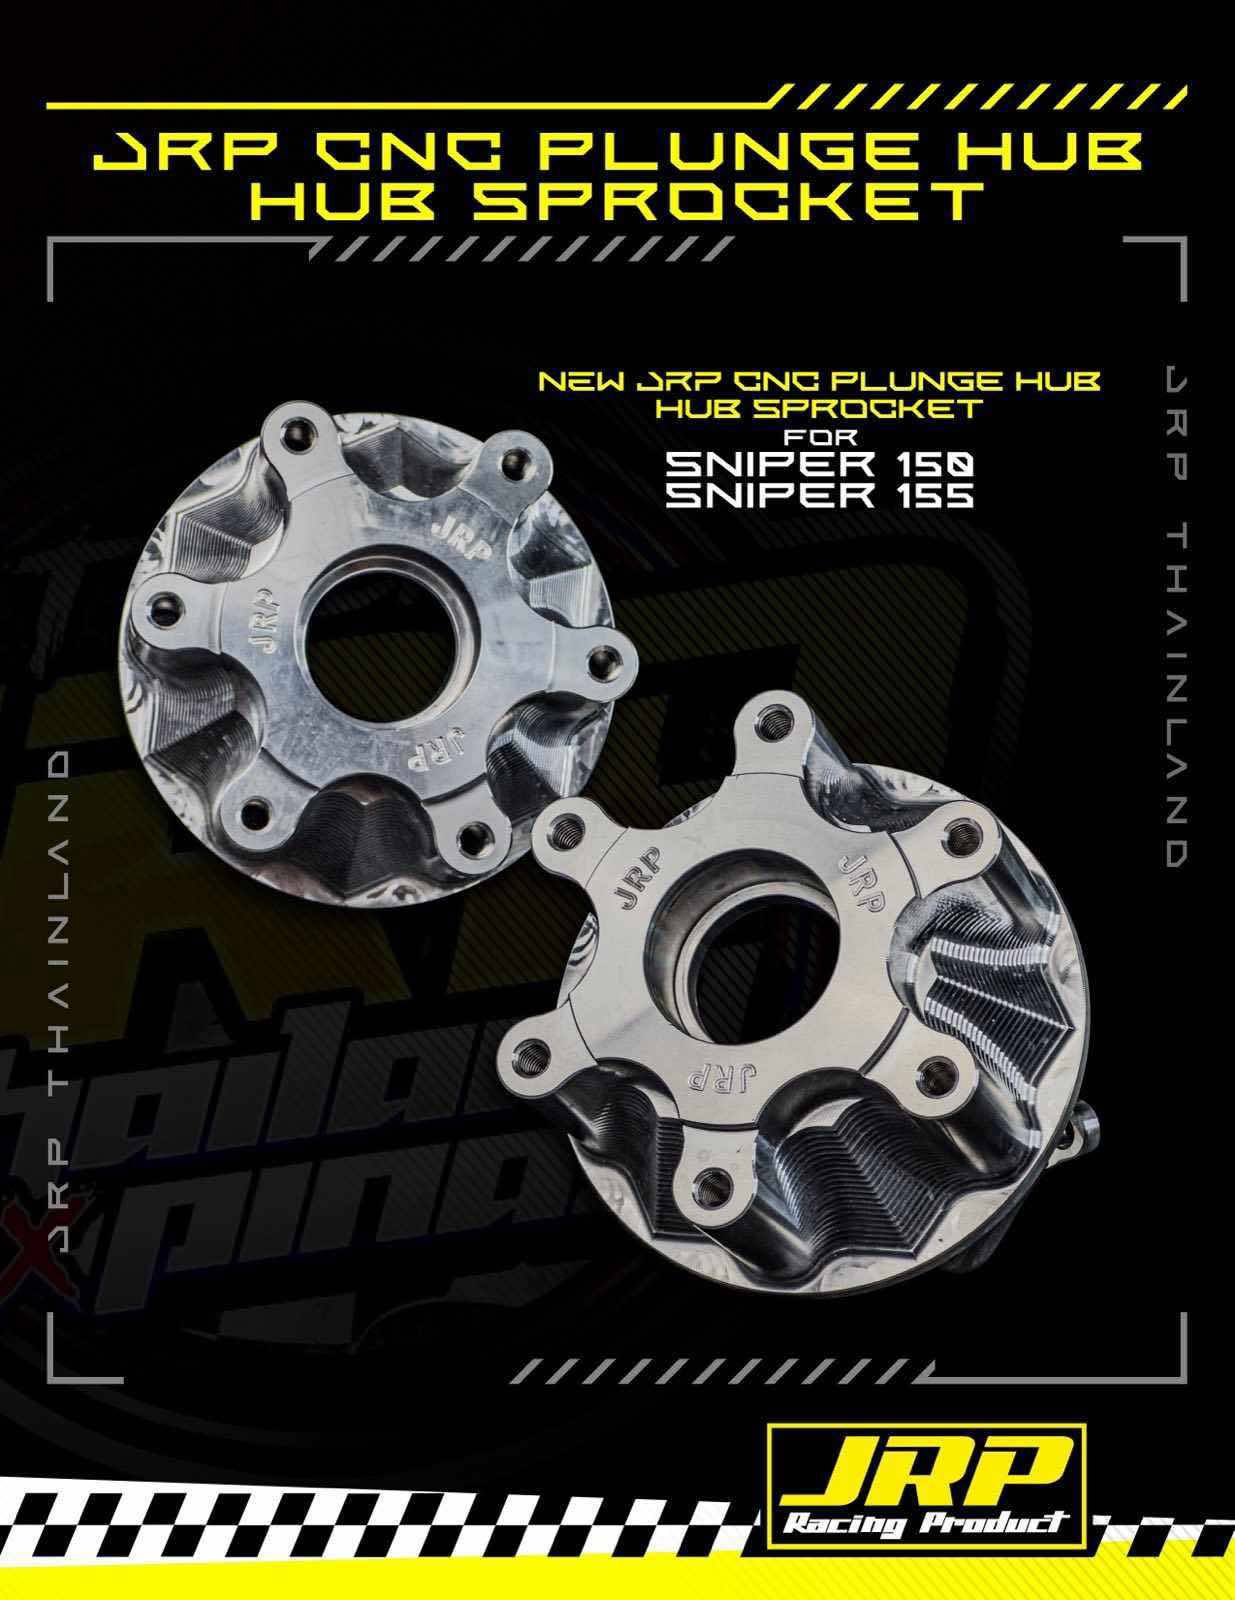 JRP CNC PLUNGE HUB
HUB SPROCKET
NEW JRP CNC PLUNGE HUB
HUB SPROCKET
FOR
SNIPER 150
SNIPER 155
JRP THAINLAND
JRP
JRP
JRP
JRP
JRP
JRP
JRP THAINLAND
JRP
Racing Product